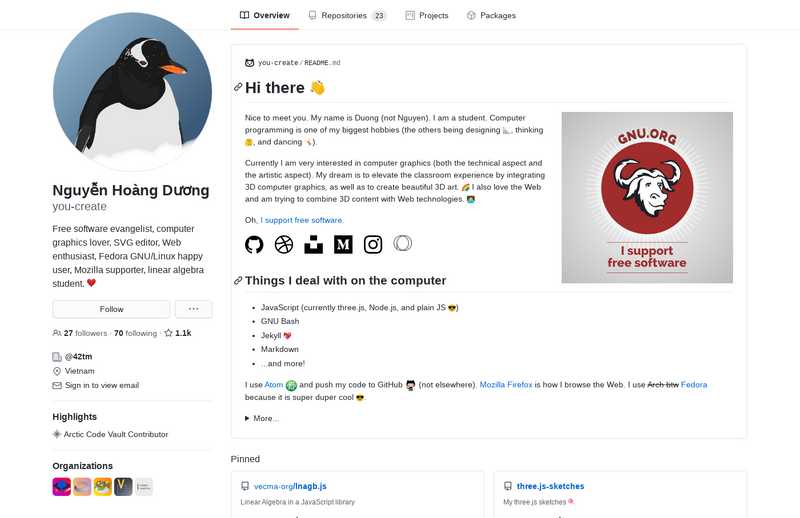 Overview
Repositories 23
Projects
Packages
Nguyễn Hoàng Dương
you-create
Free software evangelist, computer
graphics lover, SVG editor, Web
enthusiast, Fedora GNU/Linux happy
user, Mozilla supporter, linear algebra
student. ❤️
Follow
...
27 followers · 70 following · 1.1k
@42tm
Vietnam
Sign in to view email
Highlights
Arctic Code Vault Contributor
Organizations
you-create / README.md
Hi there 👋
Nice to meet you. My name is Duong (not Nguyen). I am a student. Computer
programming is one of my biggest hobbies (the others being designing 📐, thinking
🤔, and dancing 💃).
Currently I am very interested in computer graphics (both the technical aspect and
the artistic aspect). My dream is to elevate the classroom experience by integrating
3D computer graphics, as well as to create beautiful 3D art. 🌈 I also love the Web
and am trying to combine 3D content with Web technologies. 👨‍💻
Oh, I support free software.
GNU.ORG
I support
free software
Things I deal with on the computer
• JavaScript (currently three.js, Node.js, and plain JS 😎)
• GNU Bash
• Jekyll 💖
• Markdown
• ...and more!
I use Atom and push my code to GitHub (not elsewhere). Mozilla Firefox is how I browse the Web. I use Arch btw Fedora
because it is super duper cool 😎.
More...
Pinned
vecma-org/lnagb.js
Linear Algebra in a JavaScript library
three.js-sketches
My three.js sketches